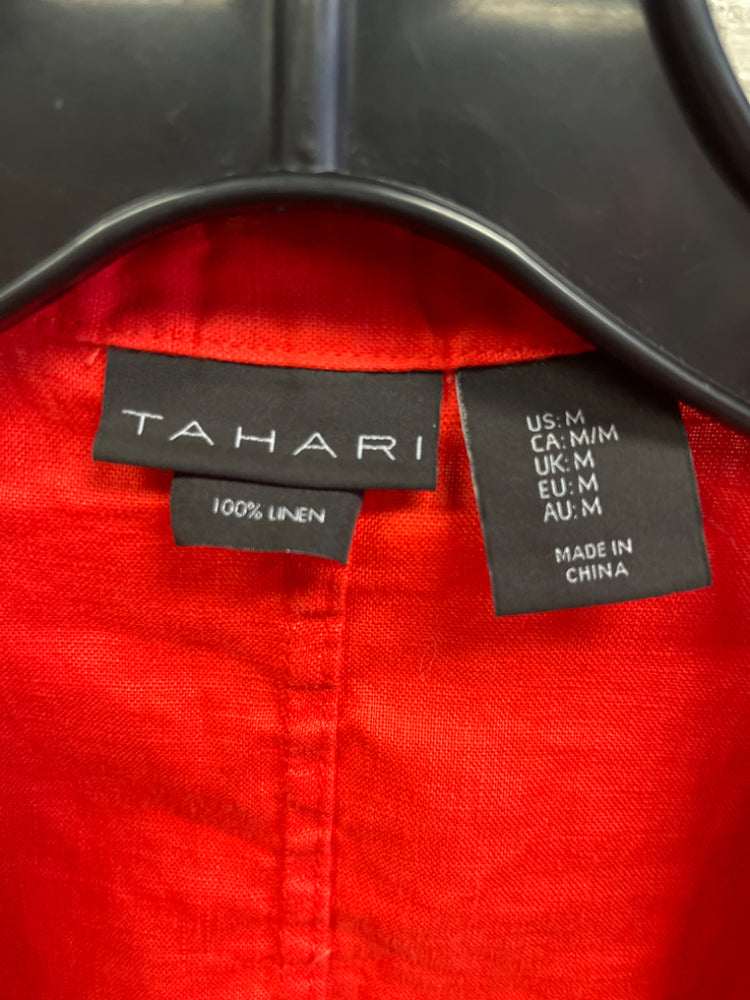 TAHARI
100% LINEN
US: M
CA: M/M
UK: M
EU: M
AU: M
MADE IN
CHINA